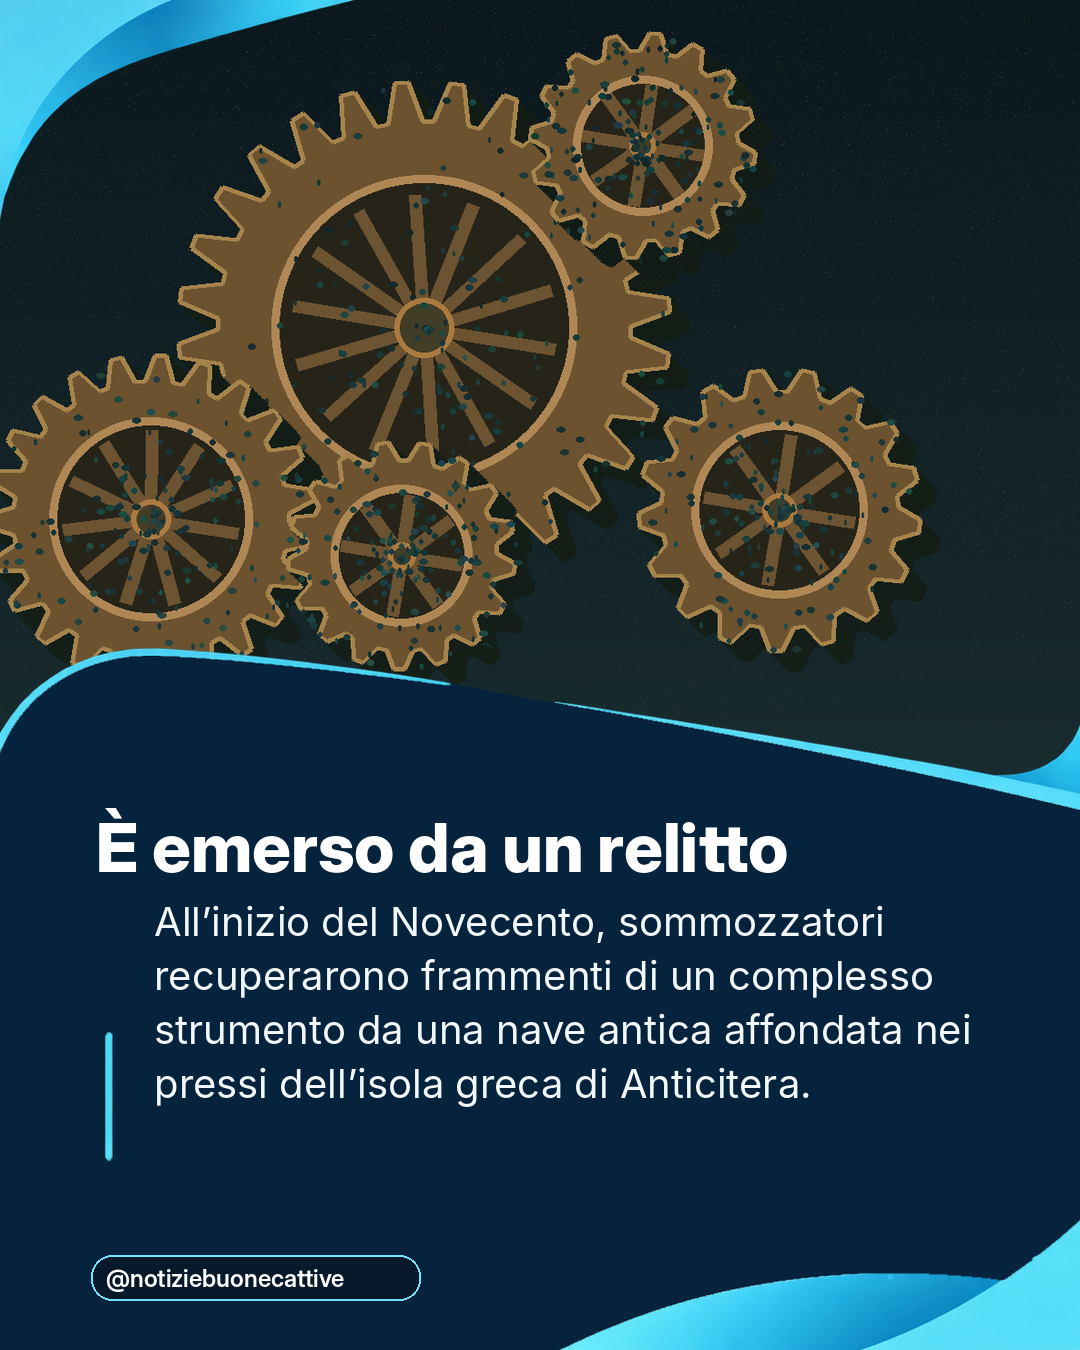 È emerso da un relitto
All’inizio del Novecento, sommozzatori
recuperarono frammenti di un complesso
strumento da una nave antica affondata nei
pressi dell’isola greca di Anticitera.
@notiziebuonecattive